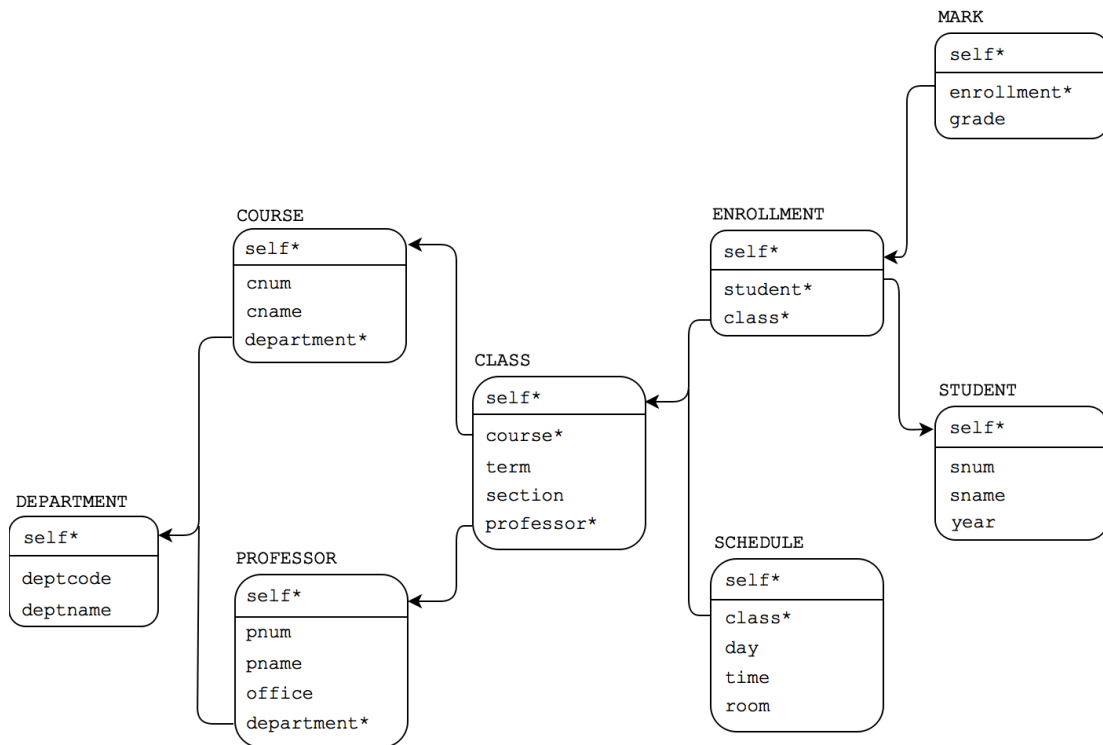 MARK
self*
enrollment*
grade
COURSE
self*
cnum
cname
department*
ENROLLMENT
self*
student*
class*
CLASS
self*
course*
term
section
professor*
STUDENT
self*
snum
sname
year
DEPARTMENT
self*
deptcode
deptname
PROFESSOR
self*
pnum
pname
office
department*
SCHEDULE
self*
class*
day
time
room